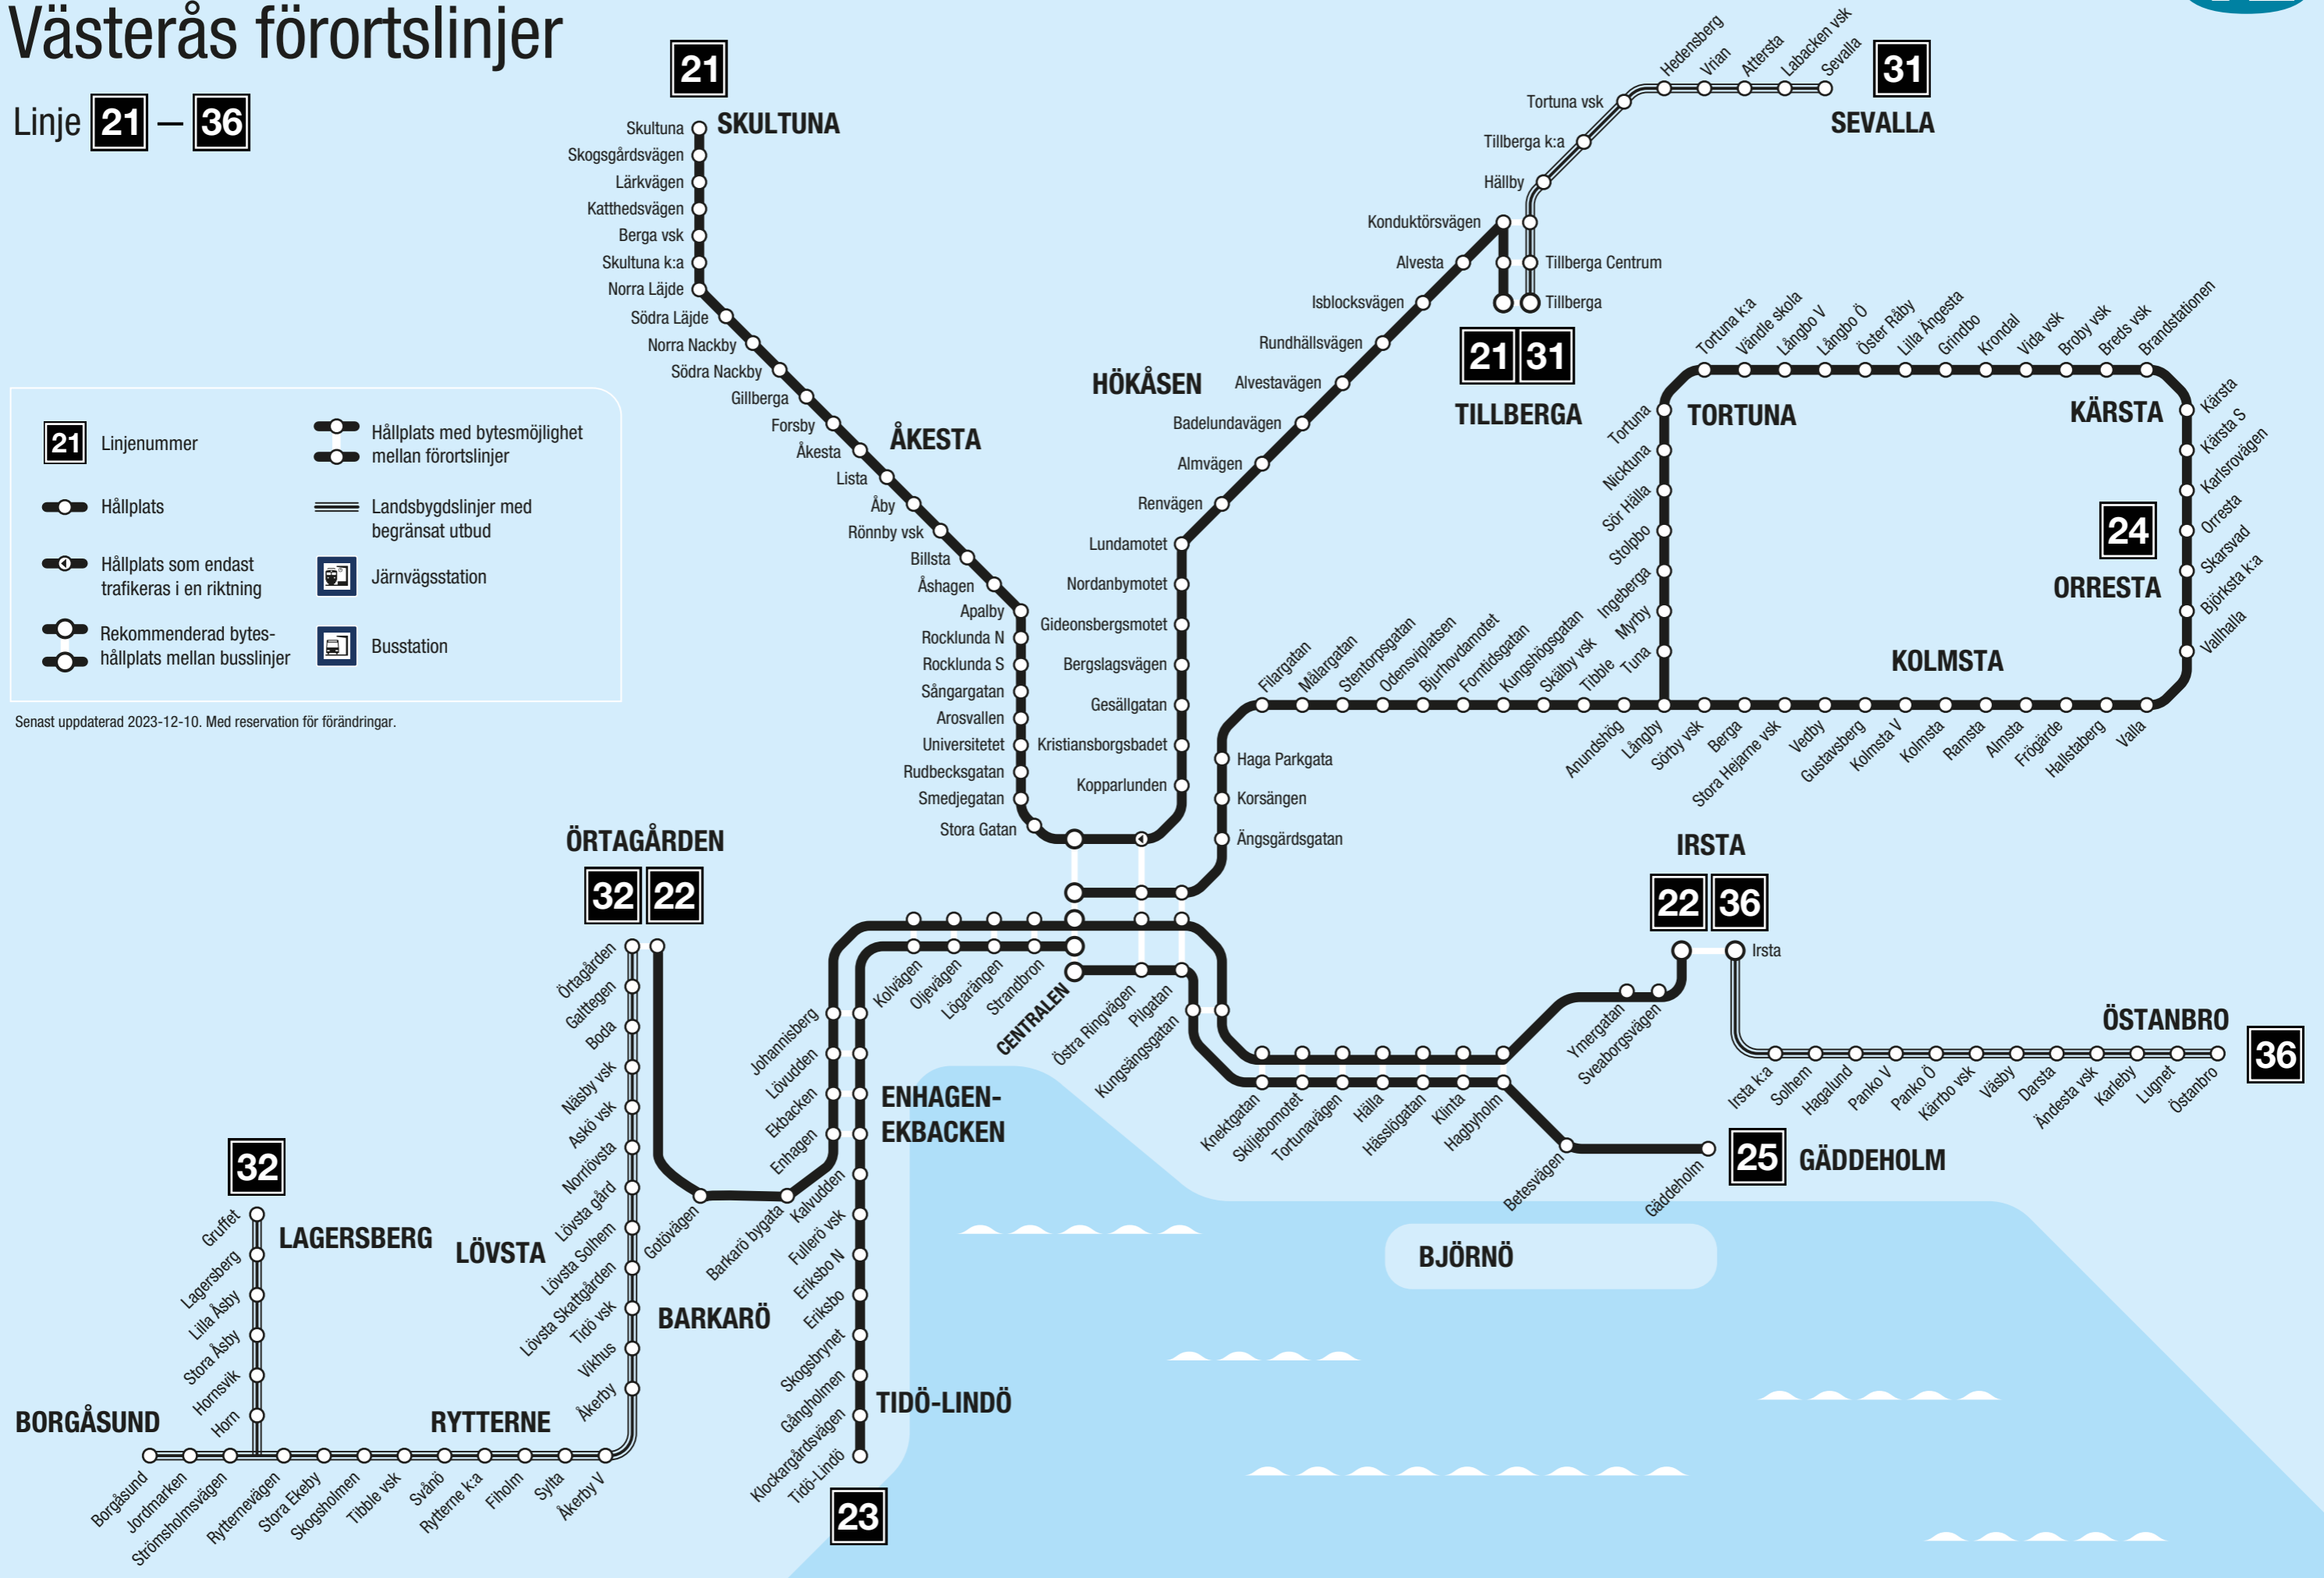 Västerås förortslinjer
Linje 21 – 36
21
SKULTUNA
Skultuna
Skogsgårdsvägen
Lärkvägen
Katthedsvägen
Berga vsk
Skultuna k:a
Norra Läjde
Södra Läjde
Norra Nackby
Södra Nackby
Gillberga
Forsby
Åkesta
Lista
Åby
Rönnby vsk
Billsta
Åshagen
Apalby
Rocklunda N
Rocklunda S
Sångargatan
Arosvallen
Universitetet
Rudbecksgatan
Smedjegatan
Stora Gatan
ÅKESTA
21
Linjenummer
Hållplats
Hållplats som endast
trafikeras i en riktning
Rekommenderad bytes-
hållplats mellan busslinjer
Hållplats med bytesmöjlighet
mellan förortslinjer
Landsbygdslinjer med
begränsat utbud
Järnvägsstation
Busstation
Senast uppdaterad 2023-12-10. Med reservation för förändringar.
Hedensberg
Vrian
Attersta
Labacken vsk
Sevalla
31
SEVALLA
Tortuna vsk
Tillberga k:a
Hällby
Konduktörsvägen
Alvesta
Tillberga Centrum
Isblocksvägen
Tillberga
21 31
TILLBERGA
Rundhällsvägen
HÖKÅSEN
Alvestavägen
Badelundavägen
Almvägen
Renvägen
Lundamotet
Nordanbymotet
Gideonsbergsmotet
Bergslagsvägen
Gesällgatan
Kristiansborgsbadet
Kopparlunden
Tortuna k:a
Vändle skola
Långbo V
Långbo Ö
Öster Råby
Lilla Ängesta
Grindbo
Krondal
Vida vsk
Broby vsk
Breds vsk
Brandstationen
TORTUNA
KÄRSTA
Tortuna
Nicktuna
Sör Hälla
Stolpbo
Ingeberga
Myrby
Tuna
Kärsta
Kärsta S
Karlsrovägen
Orresta
Skarsvad
Björksta k:a
Vallhalla
24
ORRESTA
KOLMSTA
Filargatan
Målargatan
Stentorpsgatan
Odensviplatsen
Bjurhovdamotet
Forntidsgatan
Kungshögsgatan
Skälby vsk
Tibble
Anundshög
Långby
Sörby vsk
Berga
Stora Hejarne vsk
Vedby
Gustavsberg
Kolmsta V
Kolmsta
Ramsta
Almsta
Frögärde
Hallstaberg
Valla
Haga Parkgata
Korsängen
Ängsgärdsgatan
ÖRTAGÅRDEN
32 22
Örtagården
Galttegen
Boda
Näsby vsk
Askö vsk
Norrlövsta
Lövsta gård
Lövsta Solhem
Lövsta Skattgården
Tidö vsk
Vikhus
Åkerby
LÖVSTA
BARKARÖ
Gotövägen
Barkarö bygata
Johannisberg
Lövudden
Ekbacken
Enhagen
ENHAGEN-
EKBACKEN
Kolvägen
Oljevägen
Lögarängen
Strandbron
CENTRALEN
Östra Ringvägen
Pilgatan
Kungsängsgatan
Kalvudden
Fullerö vsk
Eriksbo N
Eriksbo
Skogsbrynet
Gångholmen
Klockargårdsvägen
Tidö-Lindö
TIDÖ-LINDÖ
23
Knektgatan
Skiljebomotet
Tortunavägen
Hälla
Hässlögatan
Klinta
Hagbyholm
Ymergatan
Sveaborgsvägen
IRSTA
22 36
Irsta
Irsta k:a
Solhem
Hagalund
Panko V
Panko Ö
Kärrbo vsk
Väsby
Darsta
Ändesta vsk
Karleby
Lugnet
Östanbro
ÖSTANBRO
36
Betesvägen
Gäddeholm
25
GÄDDEHOLM
BJÖRNÖ
32
LAGERSBERG
Gruffet
Lagersberg
Lilla Åsby
Stora Åsby
Hornsvik
Horn
BORGÅSUND
RYTTERNE
Borgåsund
Jordmarken
Strömsholmsvägen
Ryttternevägen
Stora Ekeby
Skogsholmen
Tibble vsk
Svånö
Rytterne k:a
Fiholm
Sylta
Åkerby V